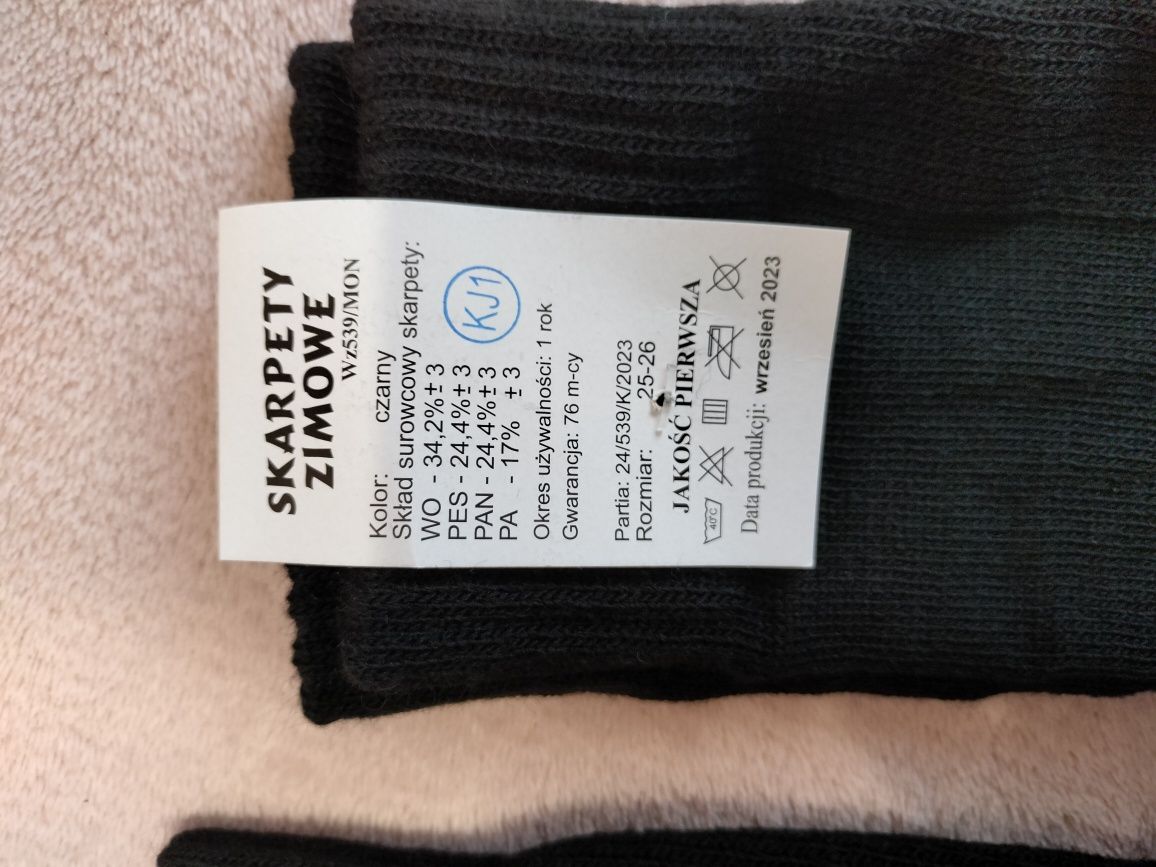 SKARPETY
ZIMOWE
Wz539/MON
Kolor: czarny
Skład surowcowy skarpety:
WO - 34,2% ± 3
PES - 24,4% ± 3
PAN - 24,4% ± 3
PA - 17% ± 3
KJ1
Okres używalności: 1 rok
Gwarancja: 76 m-cy
Partia: 24/539/K/2023
Rozmiar: 25-26
JAKOŚĆ PIERWSZA
40°C
Data produkcji: wrzesień 2023